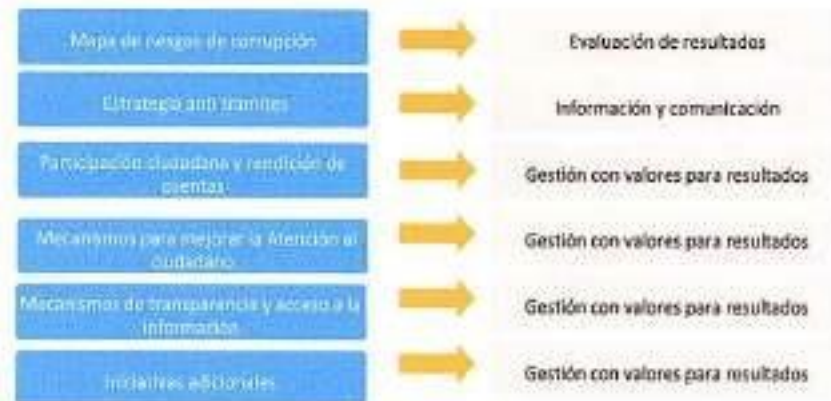 Mapa de riesgos de corrupción
Evaluación de resultados
Estrategia anti trámites
Información y comunicación
Participación ciudadana y rendición de
cuentas
Gestión con valores para resultados
Mecanismos para mejorar la Atención al
ciudadano
Gestión con valores para resultados
Mecanismos de transparencia y acceso a la
información
Gestión con valores para resultados
Iniciativas adicionales
Gestión con valores para resultados